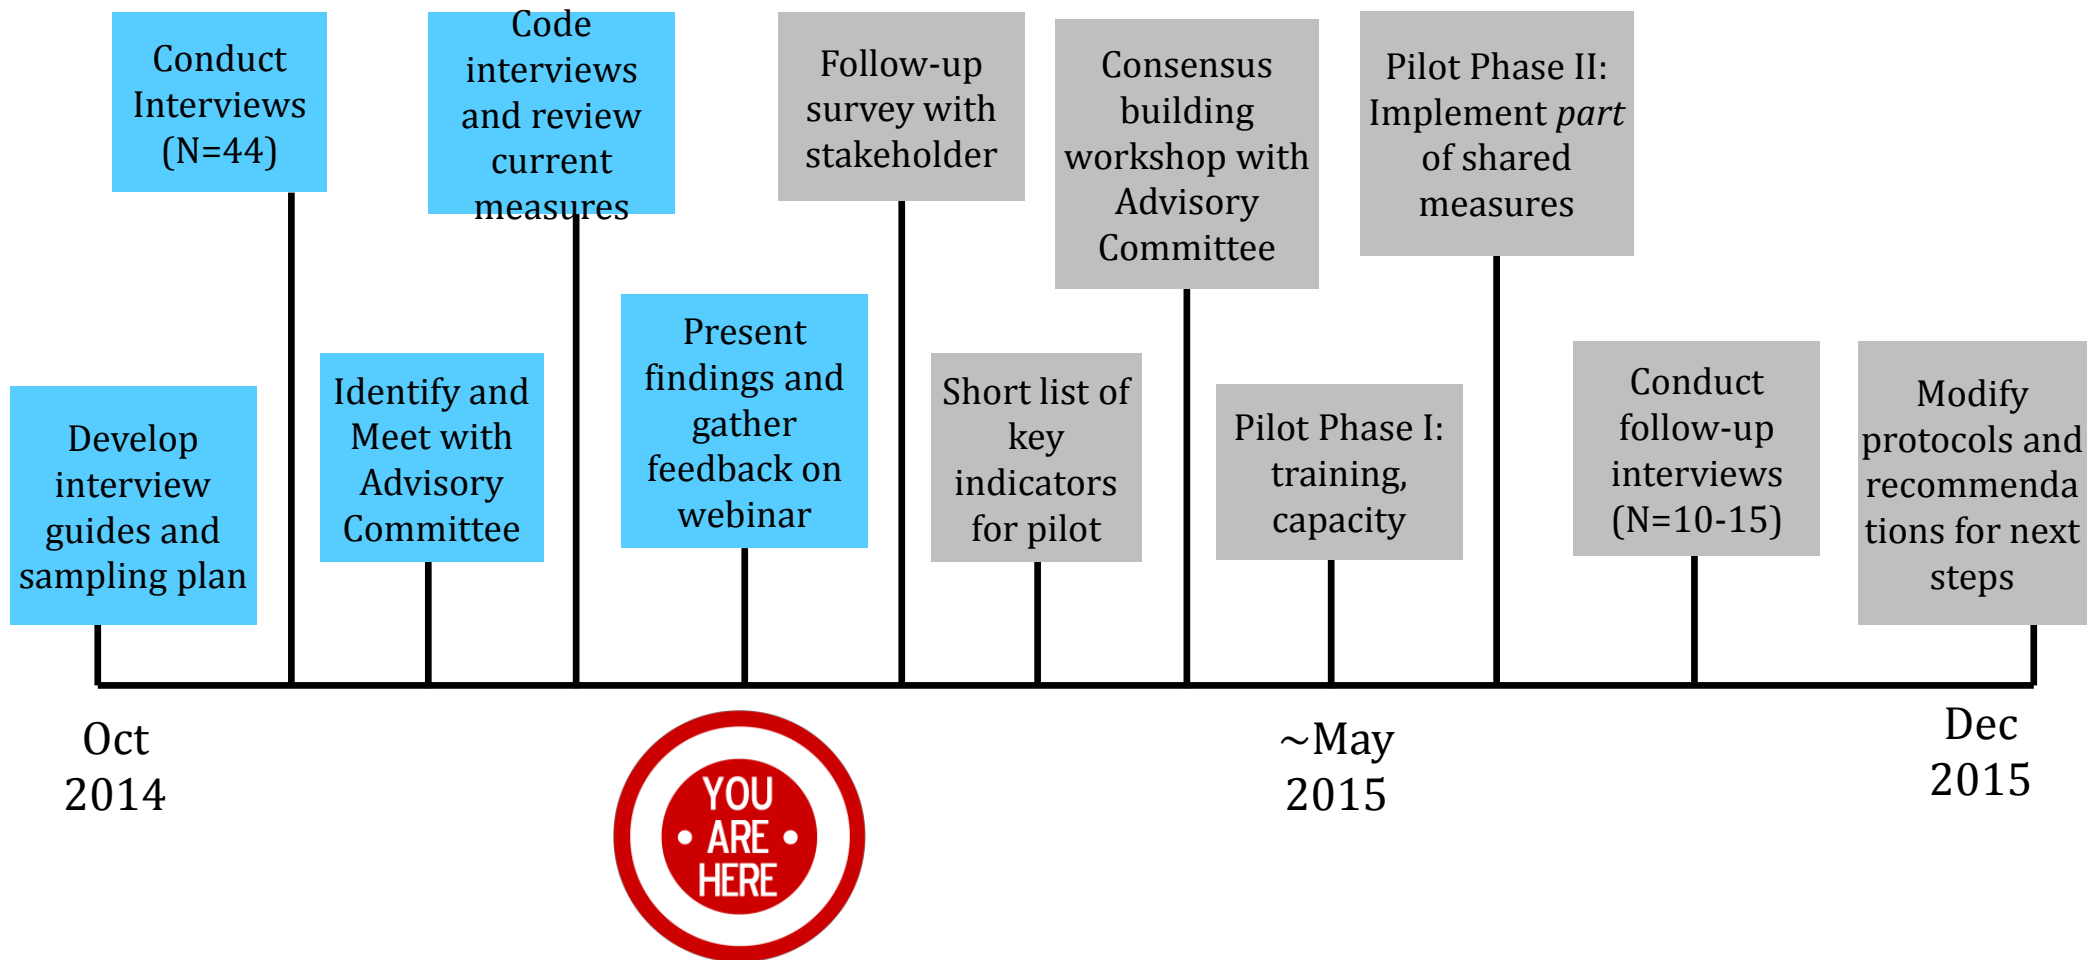 Conduct
Interviews
(N=44)
Code
interviews
and review
current
measures
Follow-up
survey with
stakeholder
Consensus
building
workshop with
Advisory
Committee
Pilot Phase II:
Implement part
of shared
measures
Develop
interview
guides and
sampling plan
Identify and
Meet with
Advisory
Committee
Present
findings and
gather
feedback on
webinar
Short list of
key
indicators
for pilot
Pilot Phase I:
training,
capacity
Conduct
follow-up
interviews
(N=10-15)
Modify
protocols and
recommenda
tions for next
steps
Oct
2014
YOU
• ARE •
HERE
~May
2015
Dec
2015